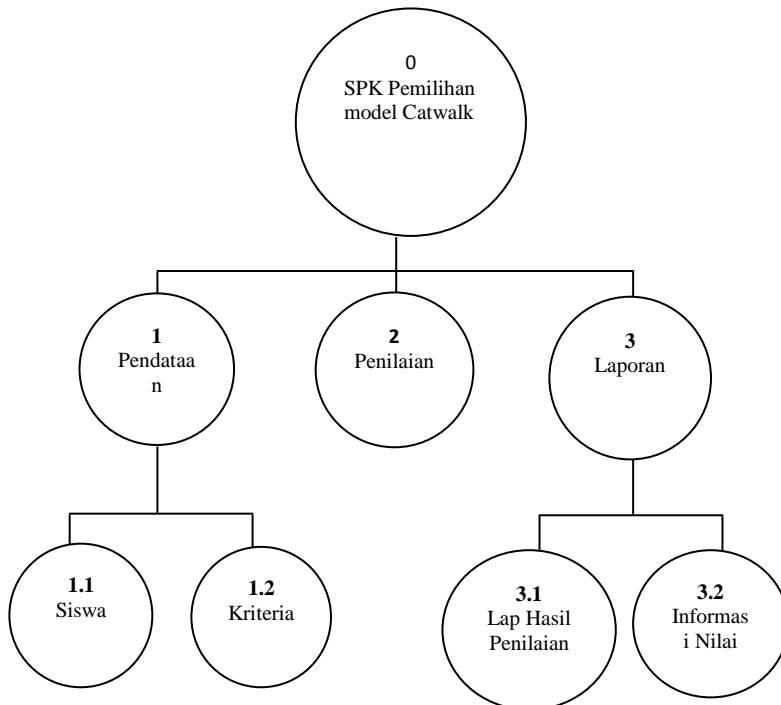 0
SPK Pemilihan
model Catwalk
1
Pendataa
n
2
Penilaian
3
Laporan
1.1
Siswa
1.2
Kriteria
3.1
Lap Hasil
Penilaian
3.2
Informas
i Nilai